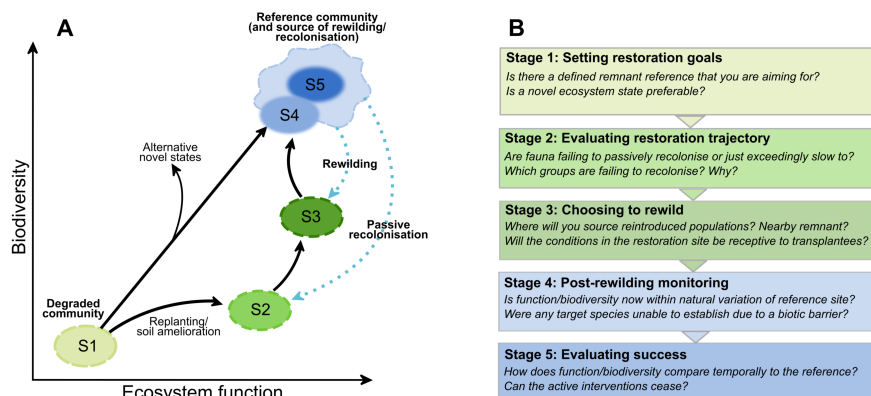 A
Reference community
(and source of rewilding/
recolonisation)
S5
S4
Alternative
novel states
Rewilding
S3
Passive
recolonisation
Biodiversity
Degraded
community
S2
Replanting/
soil amelioration
S1
Ecosystem function
B
Stage 1: Setting restoration goals
Is there a defined remnant reference that you are aiming for?
Is a novel ecosystem state preferable?
Stage 2: Evaluating restoration trajectory
Are fauna failing to passively recolonise or just exceedingly slow to?
Which groups are failing to recolonise? Why?
Stage 3: Choosing to rewild
Where will you source reintroduced populations? Nearby remnant?
Will the conditions in the restoration site be receptive to transplantees?
Stage 4: Post-rewilding monitoring
Is function/biodiversity now within natural variation of reference site?
Were any target species unable to establish due to a biotic barrier?
Stage 5: Evaluating success
How does function/biodiversity compare temporally to the reference?
Can the active interventions cease?